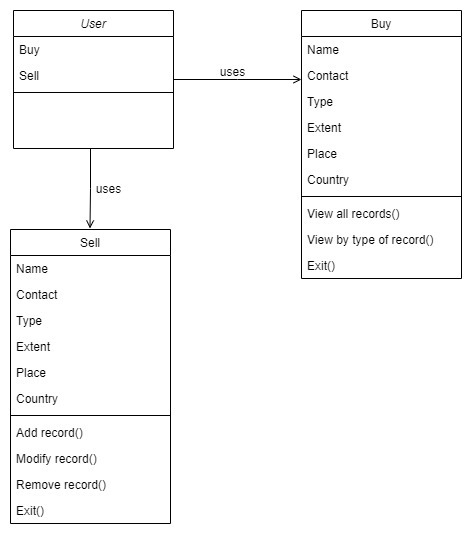 User
Buy
Sell
uses
Buy
Name
Contact
Type
Extent
Place
Country
View all records()
View by type of record()
Exit()
uses
Sell
Name
Contact
Type
Extent
Place
Country
Add record()
Modify record()
Remove record()
Exit()